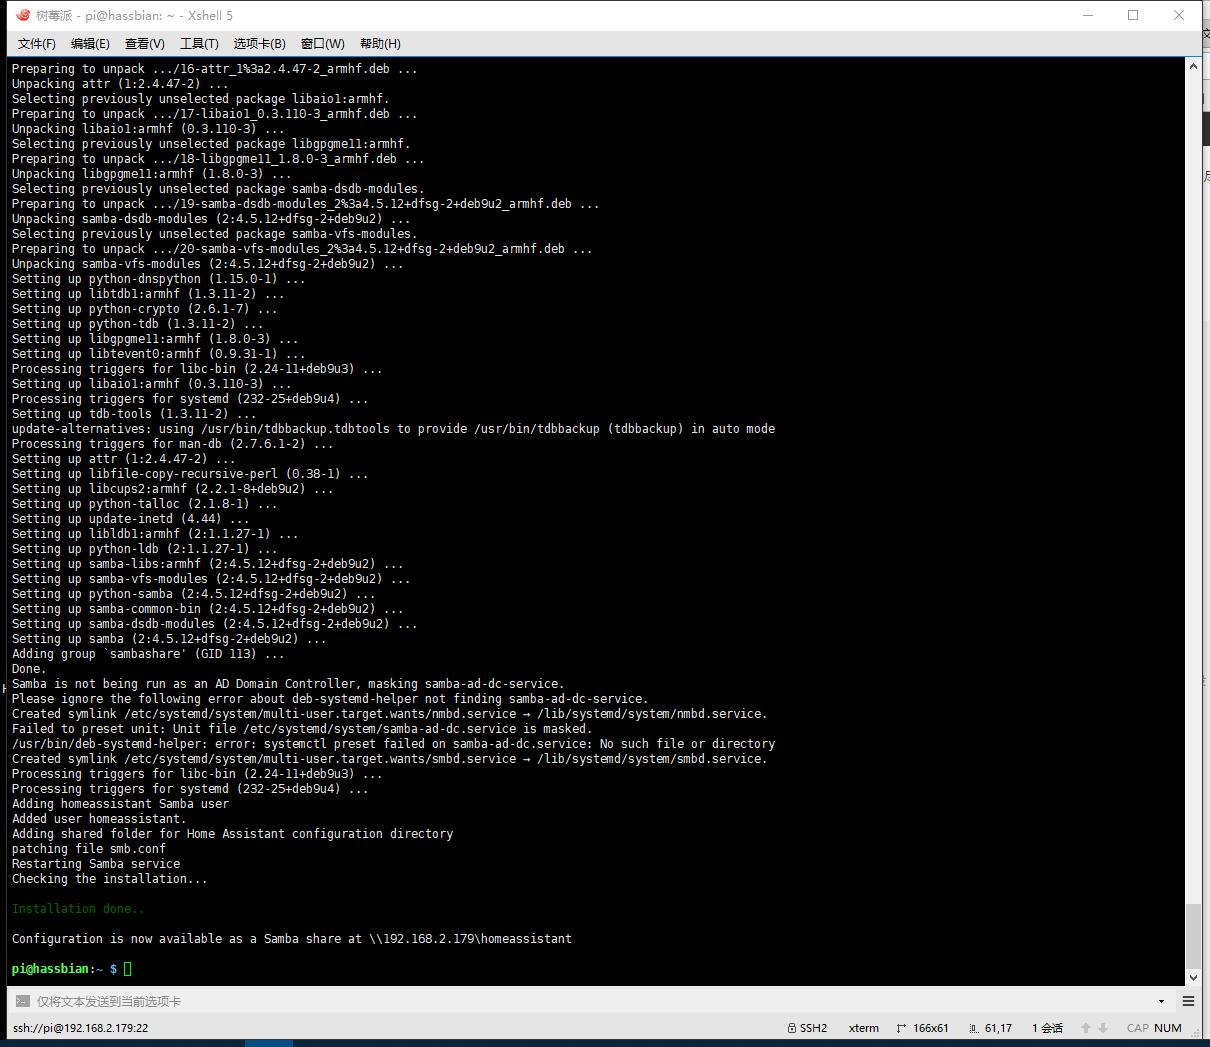 树莓派 - pi@hassbian: ~ - Xshell 5
文件(F) 编辑(E) 查看(V) 工具(T) 选项卡(B) 窗口(W) 帮助(H)
Preparing to unpack .../16-attr_1%3a2.4.47-2_armhf.deb ...
Unpacking attr (1:2.4.47-2) ...
Selecting previously unselected package libaio1:armhf.
Preparing to unpack .../17-libaio1_0.3.110-3_armhf.deb ...
Unpacking libaio1:armhf (0.3.110-3) ...
Selecting previously unselected package libgpgme11:armhf.
Preparing to unpack .../18-libgpgme11_1.8.0-3_armhf.deb ...
Unpacking libgpgme11:armhf (1.8.0-3) ...
Selecting previously unselected package samba-dsdb-modules.
Preparing to unpack .../19-samba-dsdb-modules_2%3a4.5.12+dfsg-2+deb9u2_armhf.deb ...
Unpacking samba-dsdb-modules (2:4.5.12+dfsg-2+deb9u2) ...
Selecting previously unselected package samba-vfs-modules.
Preparing to unpack .../20-samba-vfs-modules_2%3a4.5.12+dfsg-2+deb9u2_armhf.deb ...
Unpacking samba-vfs-modules (2:4.5.12+dfsg-2+deb9u2) ...
Setting up python-dnspython (1.15.0-1) ...
Setting up libtdb1:armhf (1.3.11-2) ...
Setting up python-crypto (2.6.1-7) ...
Setting up python-tdb (1.3.11-2) ...
Setting up libgpgme11:armhf (1.8.0-3) ...
Setting up libtevent0:armhf (0.9.31-1) ...
Processing triggers for libc-bin (2.24-11+deb9u3) ...
Setting up libaio1:armhf (0.3.110-3) ...
Processing triggers for systemd (232-25+deb9u4) ...
Setting up tdb-tools (1.3.11-2) ...
update-alternatives: using /usr/bin/tdbbackup.tdbtools to provide /usr/bin/tdbbackup (tdbbackup) in auto mode
Processing triggers for man-db (2.7.6.1-2) ...
Setting up attr (1:2.4.47-2) ...
Setting up libfile-copy-recursive-perl (0.38-1) ...
Setting up libcups2:armhf (2.2.1-8+deb9u2) ...
Setting up python-talloc (2.1.8-1) ...
Setting up update-inetd (4.44) ...
Setting up libldb1:armhf (2:1.1.27-1) ...
Setting up python-ldb (2:1.1.27-1) ...
Setting up samba-libs:armhf (2:4.5.12+dfsg-2+deb9u2) ...
Setting up samba-vfs-modules (2:4.5.12+dfsg-2+deb9u2) ...
Setting up python-samba (2:4.5.12+dfsg-2+deb9u2) ...
Setting up samba-common-bin (2:4.5.12+dfsg-2+deb9u2) ...
Setting up samba-dsdb-modules (2:4.5.12+dfsg-2+deb9u2) ...
Setting up samba (2:4.5.12+dfsg-2+deb9u2) ...
Adding group `sambashare' (GID 113) ...
Done.
Samba is not being run as an AD Domain Controller, masking samba-ad-dc-service.
Please ignore the following error about deb-systemd-helper not finding samba-ad-dc-service.
Created symlink /etc/systemd/system/multi-user.target.wants/nmbd.service → /lib/systemd/system/nmbd.service.
Failed to preset unit: Unit file /etc/systemd/system/samba-ad-dc.service is masked.
/usr/bin/deb-systemd-helper: error: systemctl preset failed on samba-ad-dc.service: No such file or directory
Created symlink /etc/systemd/system/multi-user.target.wants/smbd.service → /lib/systemd/system/smbd.service.
Processing triggers for libc-bin (2.24-11+deb9u3) ...
Processing triggers for systemd (232-25+deb9u4) ...
Adding homeassistant Samba user
Added user homeassistant.
Adding shared folder for Home Assistant configuration directory
patching file smb.conf
Restarting Samba service
Checking the installation...
Installation done..
Configuration is now available as a Samba share at \\192.168.2.179\homeassistant
pi@hassbian:~ $
仅将文本发送到当前选项卡
ssh://pi@192.168.2.179:22 SSH2 xterm 166x61 61,17 1 会话 CAP NUM